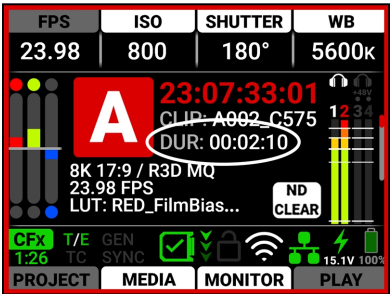 FPS ISO SHUTTER WB
23.98 800 180° 5600K
A
23:07:33:01
CLIP: A002_C575
DUR: 00:02:10
+48V
1 2 3 4
8K 17:9 / R3D MQ
23.98 FPS
LUT: RED_FilmBias...
ND
CLEAR
CFx T/E GEN
1:26 TC SYNC
15.1V 100%
PROJECT MEDIA MONITOR PLAY